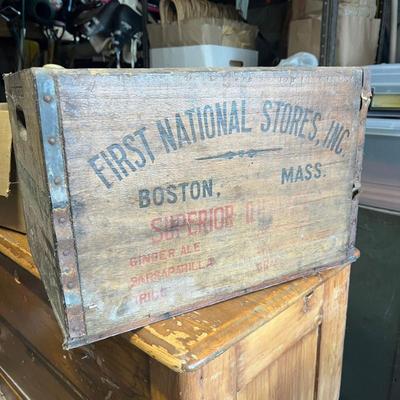 FIRST NATIONAL STORES, INC.
BOSTON, MASS.
SUPERIOR
GINGER ALE
SARSAPARILLA